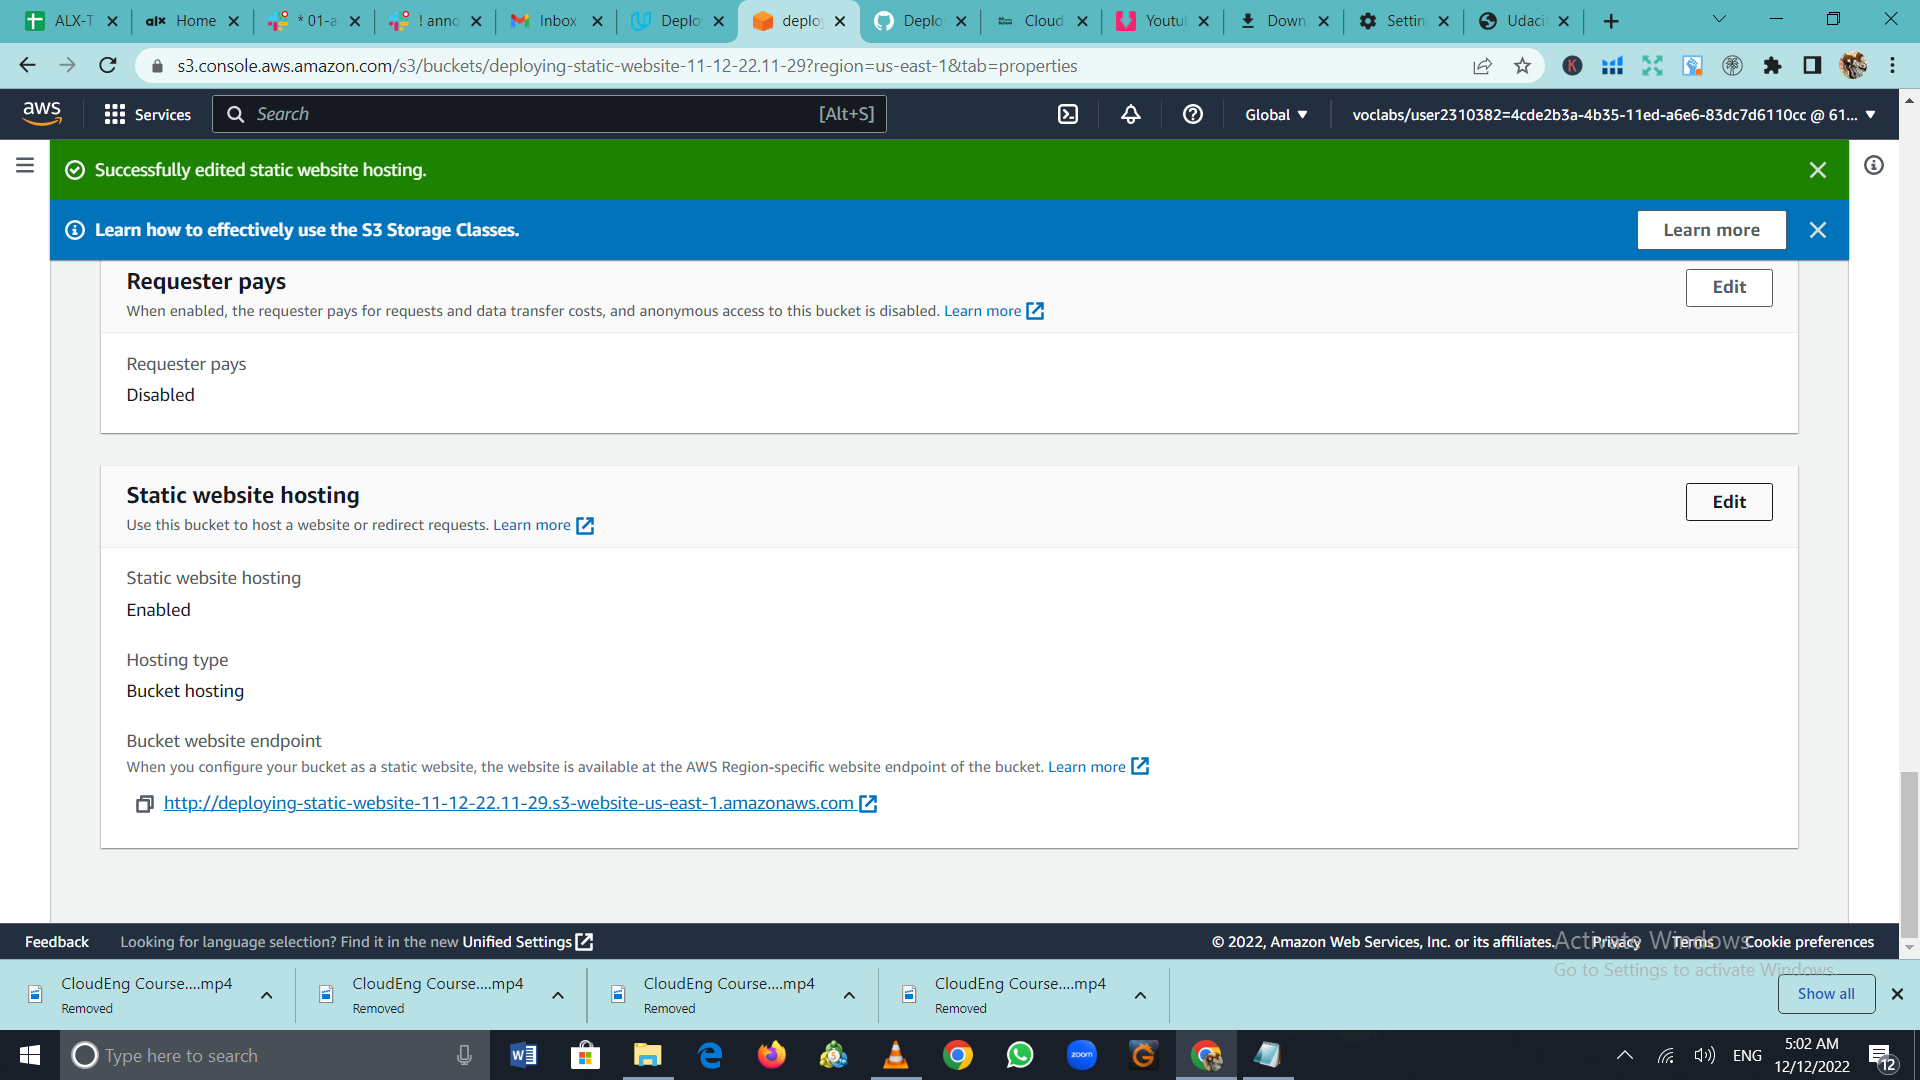 ALX-T
alx Home
* 01-a
! anno
Inbox
Deplo
deploy
Deplo
Cloud
Youtu
Down
Settin
Udaci
s3.console.aws.amazon.com/s3/buckets/deploying-static-website-11-12-22.11-29?region=us-east-1&tab=properties
K
aws
Services
Search
[Alt+S]
Global
voclabs/user2310382=4cde2b3a-4b35-11ed-a6e6-83dc7d6110cc @ 61...
Successfully edited static website hosting.
Learn how to effectively use the S3 Storage Classes.
Learn more
Requester pays
Edit
When enabled, the requester pays for requests and data transfer costs, and anonymous access to this bucket is disabled. Learn more
Requester pays
Disabled
Static website hosting
Edit
Use this bucket to host a website or redirect requests. Learn more
Static website hosting
Enabled
Hosting type
Bucket hosting
Bucket website endpoint
When you configure your bucket as a static website, the website is available at the AWS Region-specific website endpoint of the bucket. Learn more
http://deploying-static-website-11-12-22.11-29.s3-website-us-east-1.amazonaws.com
Feedback
Looking for language selection? Find it in the new Unified Settings
© 2022, Amazon Web Services, Inc. or its affiliates.
Privacy
Terms
Cookie preferences
Activate Windows
Go to Settings to activate Windows.
CloudEng Course....mp4
Removed
CloudEng Course....mp4
Removed
CloudEng Course....mp4
Removed
CloudEng Course....mp4
Removed
Show all
Type here to search
zoom
ENG
5:02 AM
12/12/2022
12